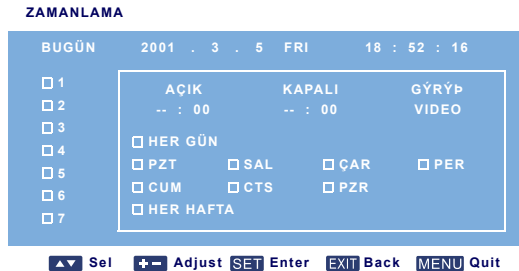 ZAMANLAMA
BUGÜN 2001 . 3 . 5 FRI 18 : 52 : 16
1
2
3
4
5
6
7
AÇIK KAPALI GÝRÝÞ
-- : 00 -- : 00 VIDEO
HER GÜN
PZT SAL ÇAR PER
CUM CTS PZR
HER HAFTA
Sel Adjust SET Enter EXIT Back MENU Quit